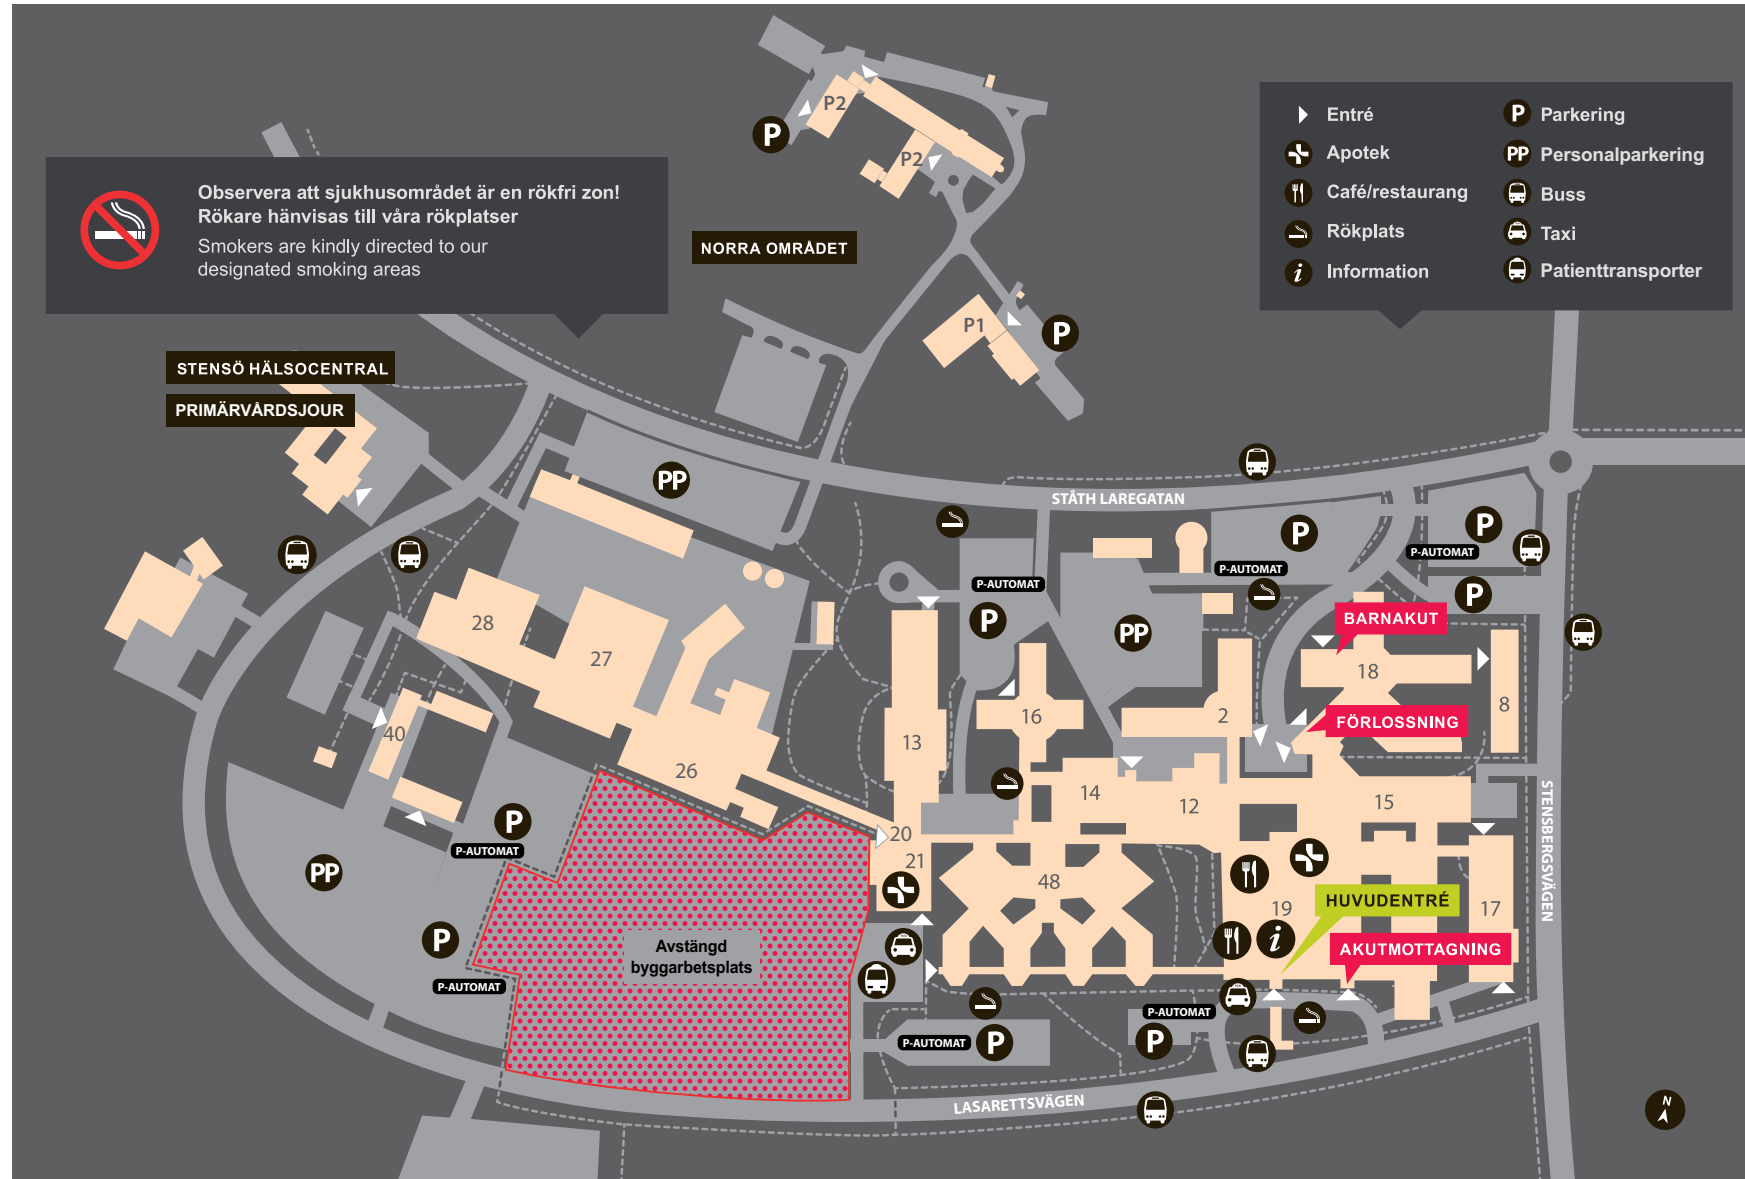 Observera att sjukhusområdet är en rökfri zon!
Rökare hänvisas till våra rökplatser
Smokers are kindly directed to our
designated smoking areas
Entré
Apotek
Café/restaurang
Rökplats
Information
P Parkering
PP Personalparkering
Buss
Taxi
Patienttransporter
P2
P
P2
NORRA OMRÅDET
P1
P
STENSÖ HÄLSOCENTRAL
PRIMÄRVÅRDSJOUR
PP
STÅTH LAREGATAN
P
P
P-AUTOMAT
P-AUTOMAT
P-AUTOMAT
P
P
PP
BARNAKUT
28
27
18
8
16
2
FÖRLOSSNING
40
13
26
14
12
15
STENSBERGSVÄGEN
P
P-AUTOMAT
20
21
PP
48
HUVUDENTRÉ
19
17
P
Avstängd
byggarbetsplats
AKUTMOTTAGNING
P-AUTOMAT
P-AUTOMAT
P-AUTOMAT
P
P
LASARETTSVÄGEN
N